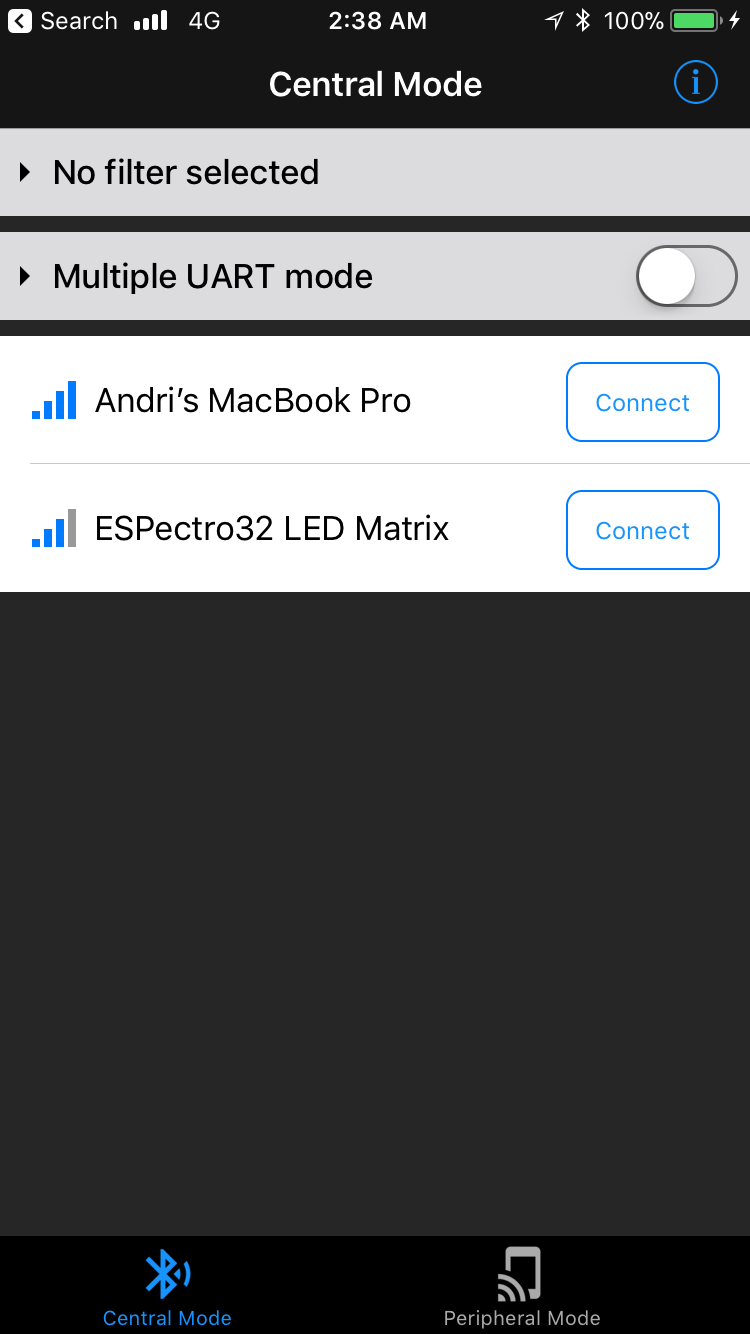 Search 4G 2:38 AM 100%
Central Mode
No filter selected
Multiple UART mode
Andri’s MacBook Pro Connect
ESPectro32 LED Matrix Connect
Central Mode Peripheral Mode